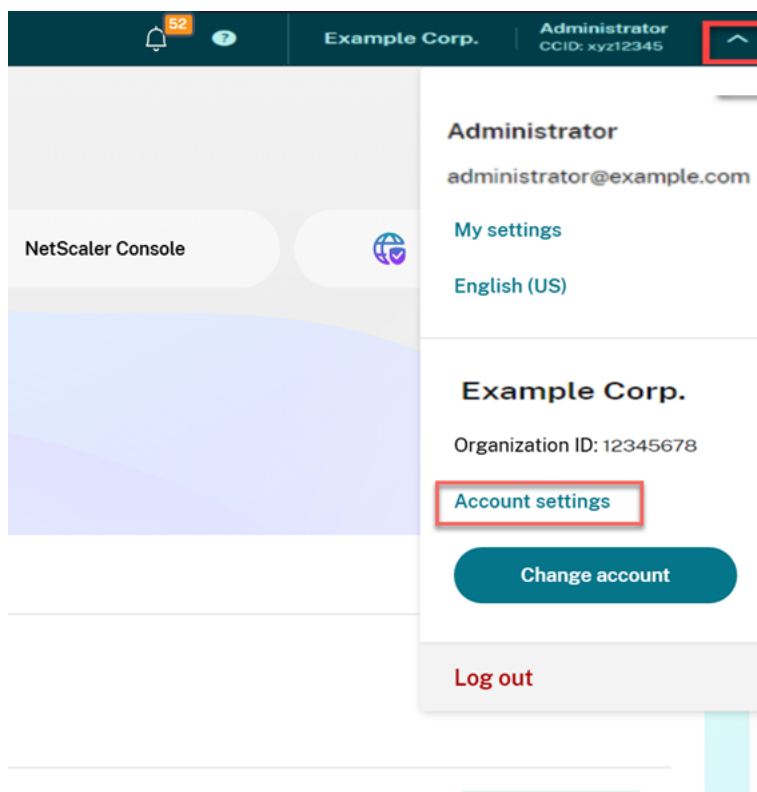 52
?
Example Corp.
Administrator
CCID: xyz12345
Administrator
administrator@example.com
My settings
NetScaler Console
English (US)
Example Corp.
Organization ID: 12345678
Account settings
Change account
Log out